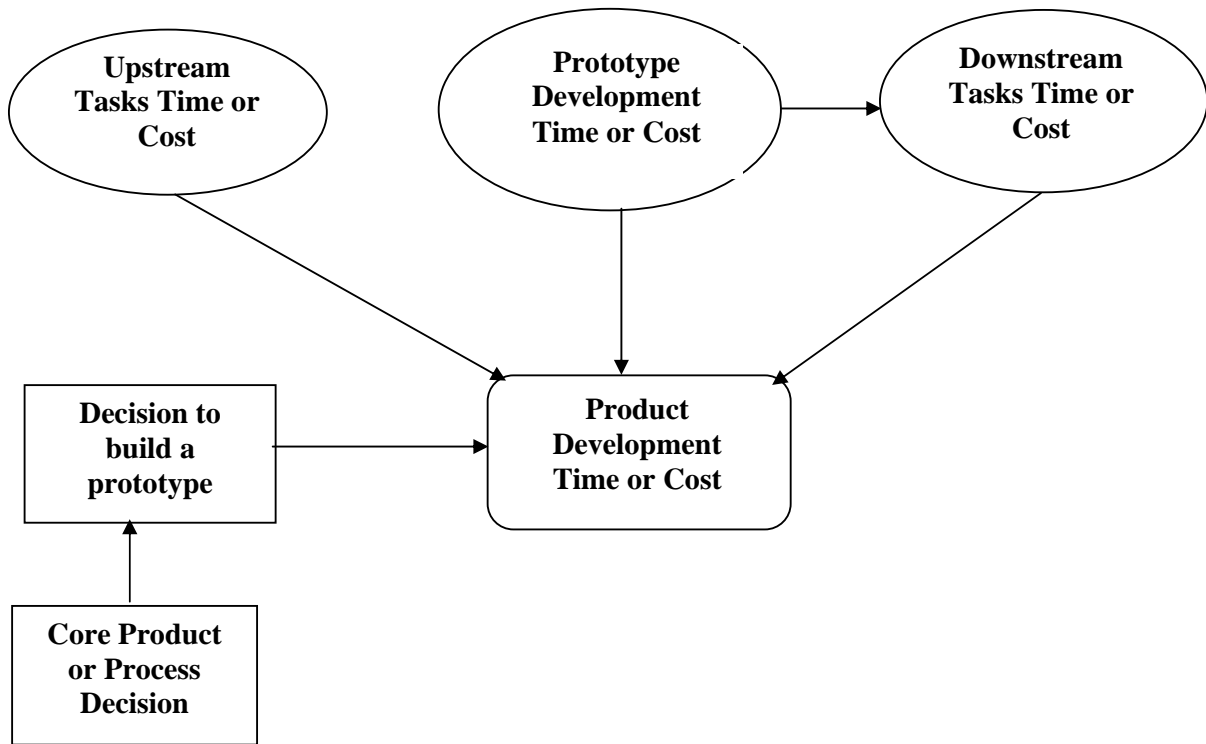 Upstream
Tasks Time or
Cost
Prototype
Development
Time or Cost
Downstream
Tasks Time or
Cost
Decision to
build a
prototype
Product
Development
Time or Cost
Core Product
or Process
Decision